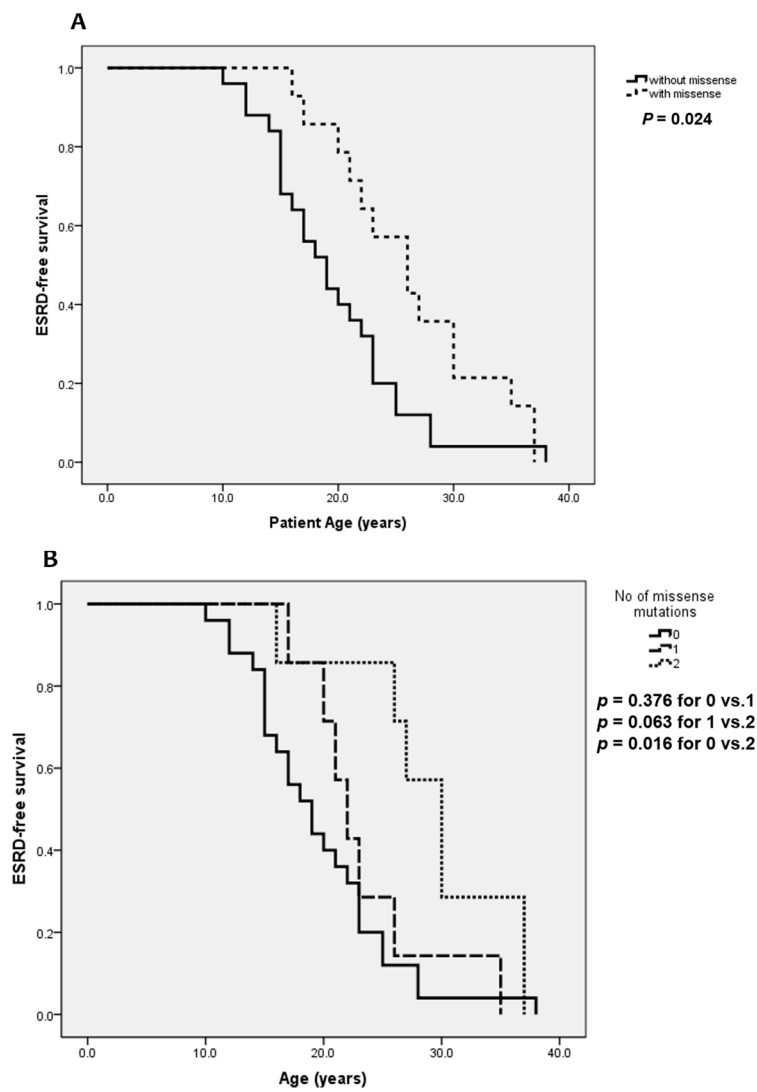 A
without missense
with missense
P = 0.024
ESRD-free survival
1.0
0.8
0.6
0.4
0.2
0.0
0.0 10.0 20.0 30.0 40.0
Patient Age (years)
B
No of missense
mutations
0
1
2
p = 0.376 for 0 vs.1
p = 0.063 for 1 vs.2
p = 0.016 for 0 vs.2
ESRD-free survival
1.0
0.8
0.6
0.4
0.2
0.0
0.0 10.0 20.0 30.0 40.0
Age (years)